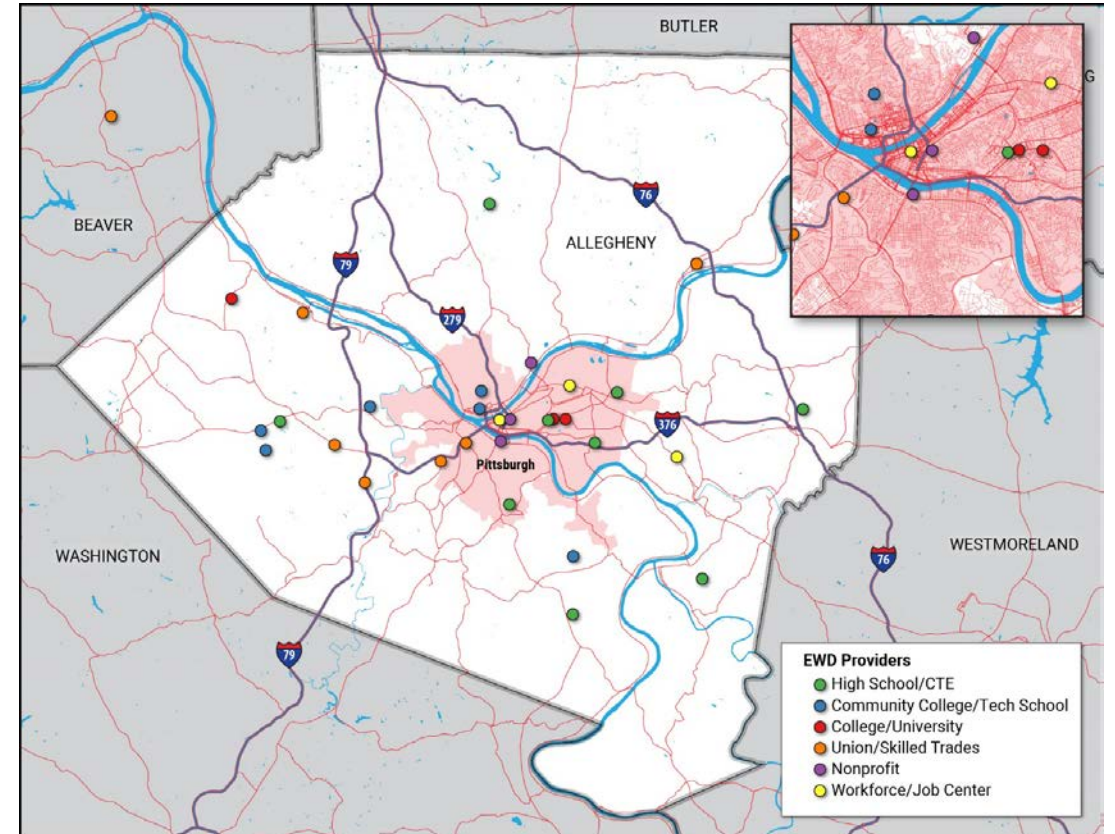 BUTLER
G
BEAVER
76
ALLEGHENY
79
279
376
Pittsburgh
WASHINGTON
WESTMORELAND
76
79
EWD Providers
High School/CTE
Community College/Tech School
College/University
Union/Skilled Trades
Nonprofit
Workforce/Job Center